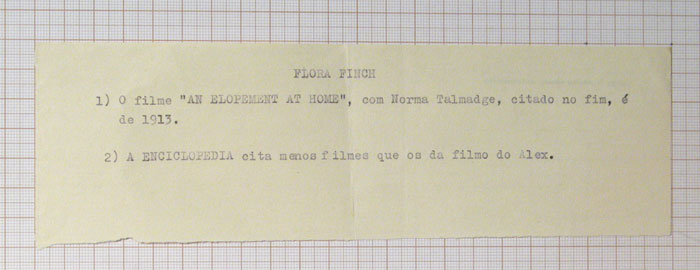 FLORA FINCH
1) O filme "AN ELOPEMENT AT HOME", com Norma Talmadge, citado no fim, é
de 1913.
2) A ENCICLOPEDIA cita menos filmes que os da filmo do Alex.